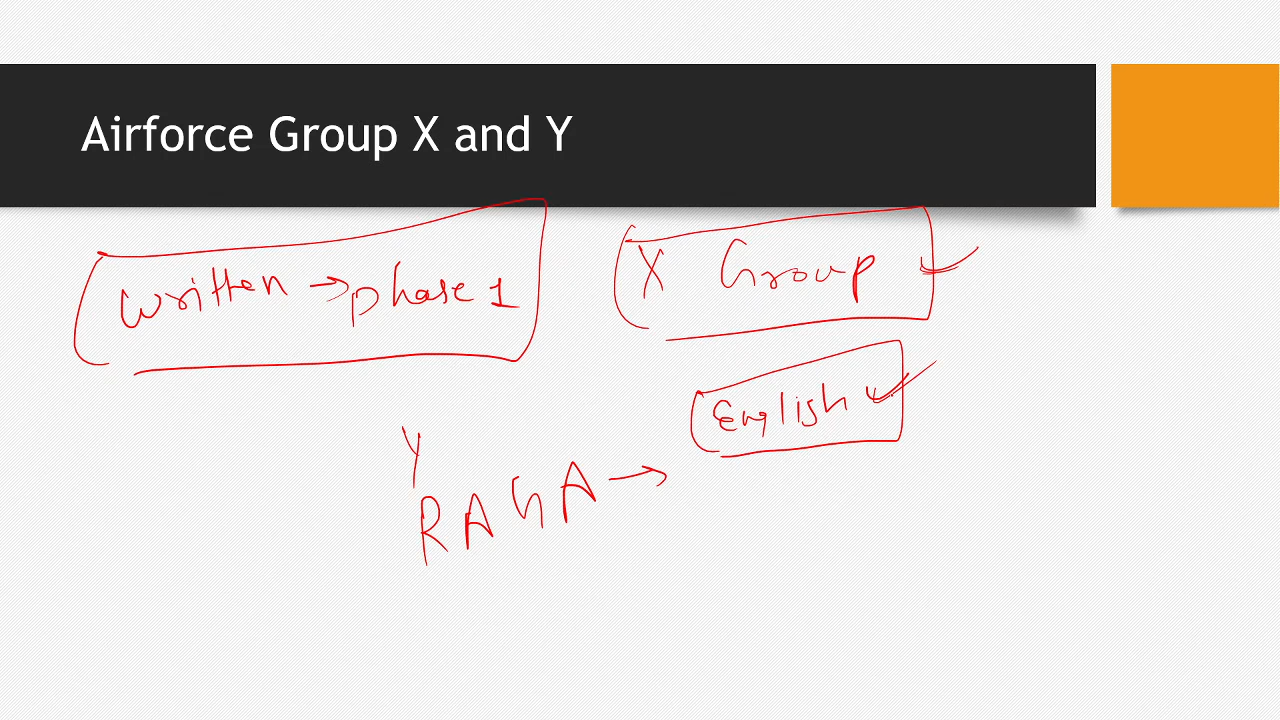 Airforce Group X and Y
Written → phase 1
X Group ✓
English ✓
Y
RAGA →